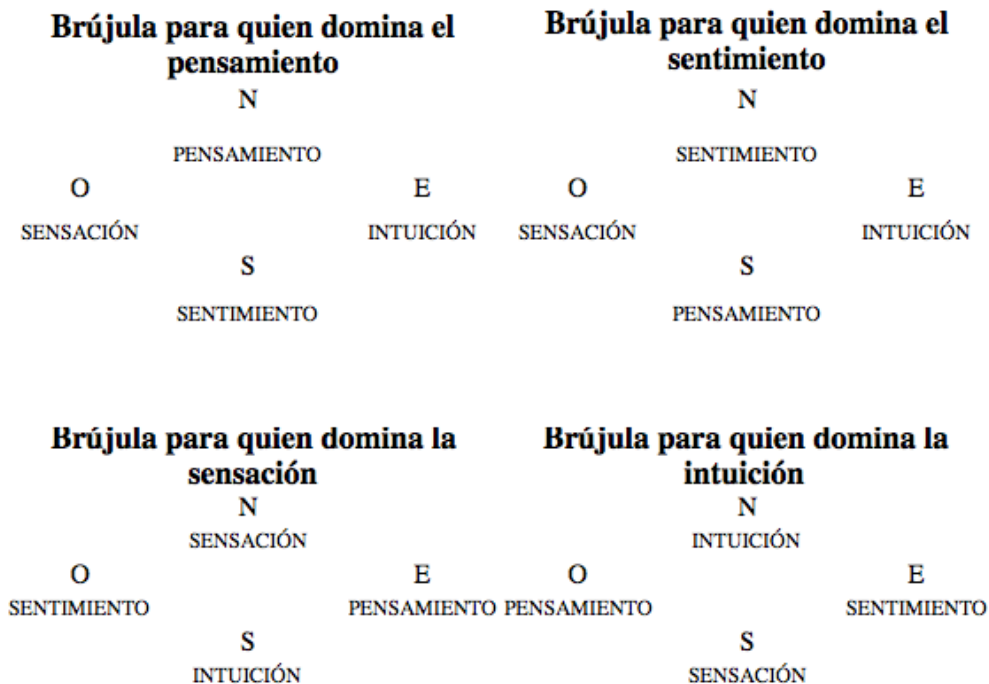 Brújula para quien domina el
pensamiento
N
PENSAMIENTO
O E
SENSACIÓN INTUICIÓN
S
SENTIMIENTO
Brújula para quien domina el
sentimiento
N
SENTIMIENTO
O E
SENSACIÓN INTUICIÓN
S
PENSAMIENTO
Brújula para quien domina la
sensación
N
SENSACIÓN
O E
SENTIMIENTO PENSAMIENTO
S
INTUICIÓN
Brújula para quien domina la
intuición
N
INTUICIÓN
O E
PENSAMIENTO SENTIMIENTO
S
SENSACIÓN